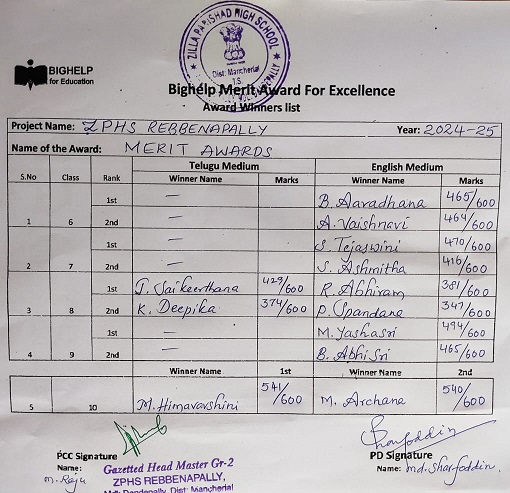 ZILLA PARISHAD HIGH SCHOOL
Dist: Mancherial
T.S.
BIGHELP
for Education
Bighelp Merit Award For Excellence
Award Winners list
Project Name: ZPHS REBBENAPALLY Year: 2024-25
Name of the Award: MERIT AWARDS
Telugu Medium English Medium
S.No Class Rank Winner Name Marks Winner Name Marks
1 6 1st — B. Aaradhana 465/600
2nd — A. Vaishnavi 464/600
2 7 1st — S. Tejaswini 470/600
2nd — S. Ashmitha 416/600
3 8 1st J. Saikeerthana 429/600 R. Abhiram 381/600
2nd K. Deepika 374/600 P. Spandana 347/600
4 9 1st — M. Yashasri 494/600
2nd — B. Abhi Sri 465/600
Winner Name 1st Winner Name 2nd
5 10 M. Himavarshini 541/600 M. Archana 540/600
PCC Signature PD Signature
Name: M. Raju Name: md. Sharfoddin.
Gazetted Head Master Gr-2
ZPHS REBBENAPALLY,
Mdl: Dandepally, Dist: Mancherial